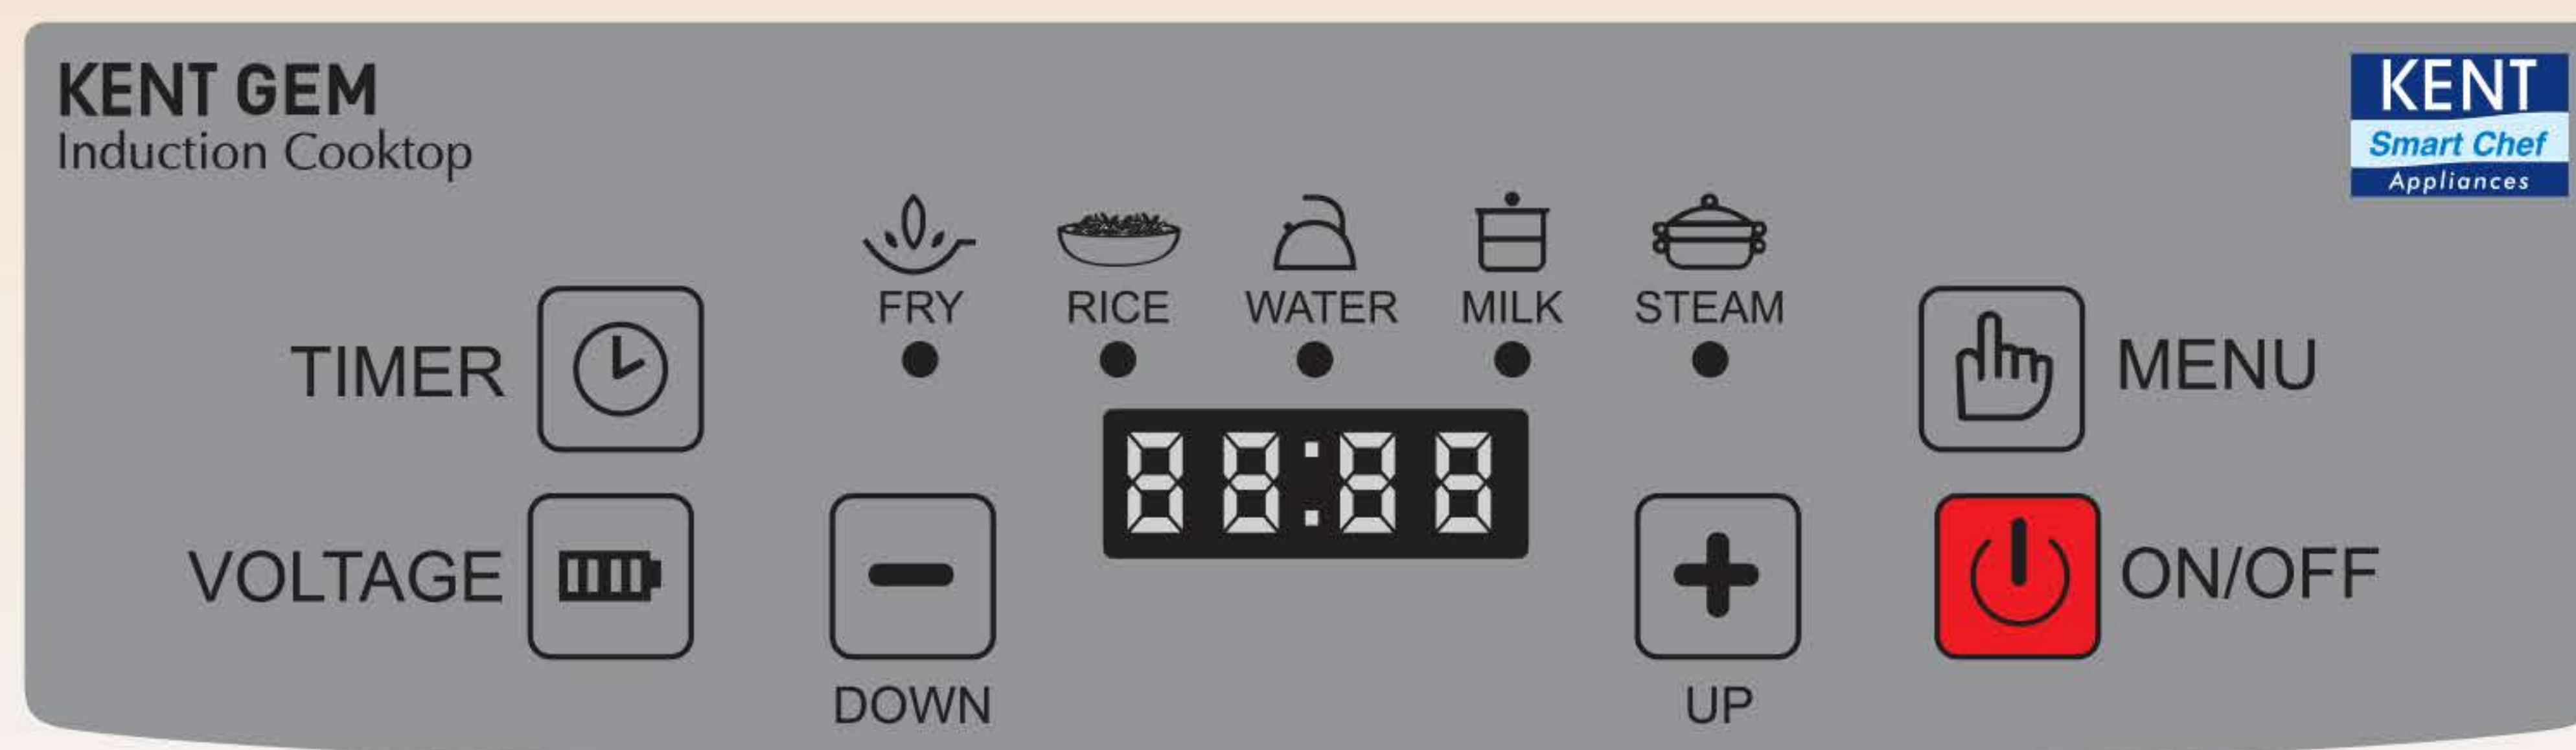 KENT GEM
Induction Cooktop
KENT
Smart Chef
Appliances
FRY RICE WATER MILK STEAM
TIMER
MENU
88:88
VOLTAGE
ON/OFF
DOWN
UP